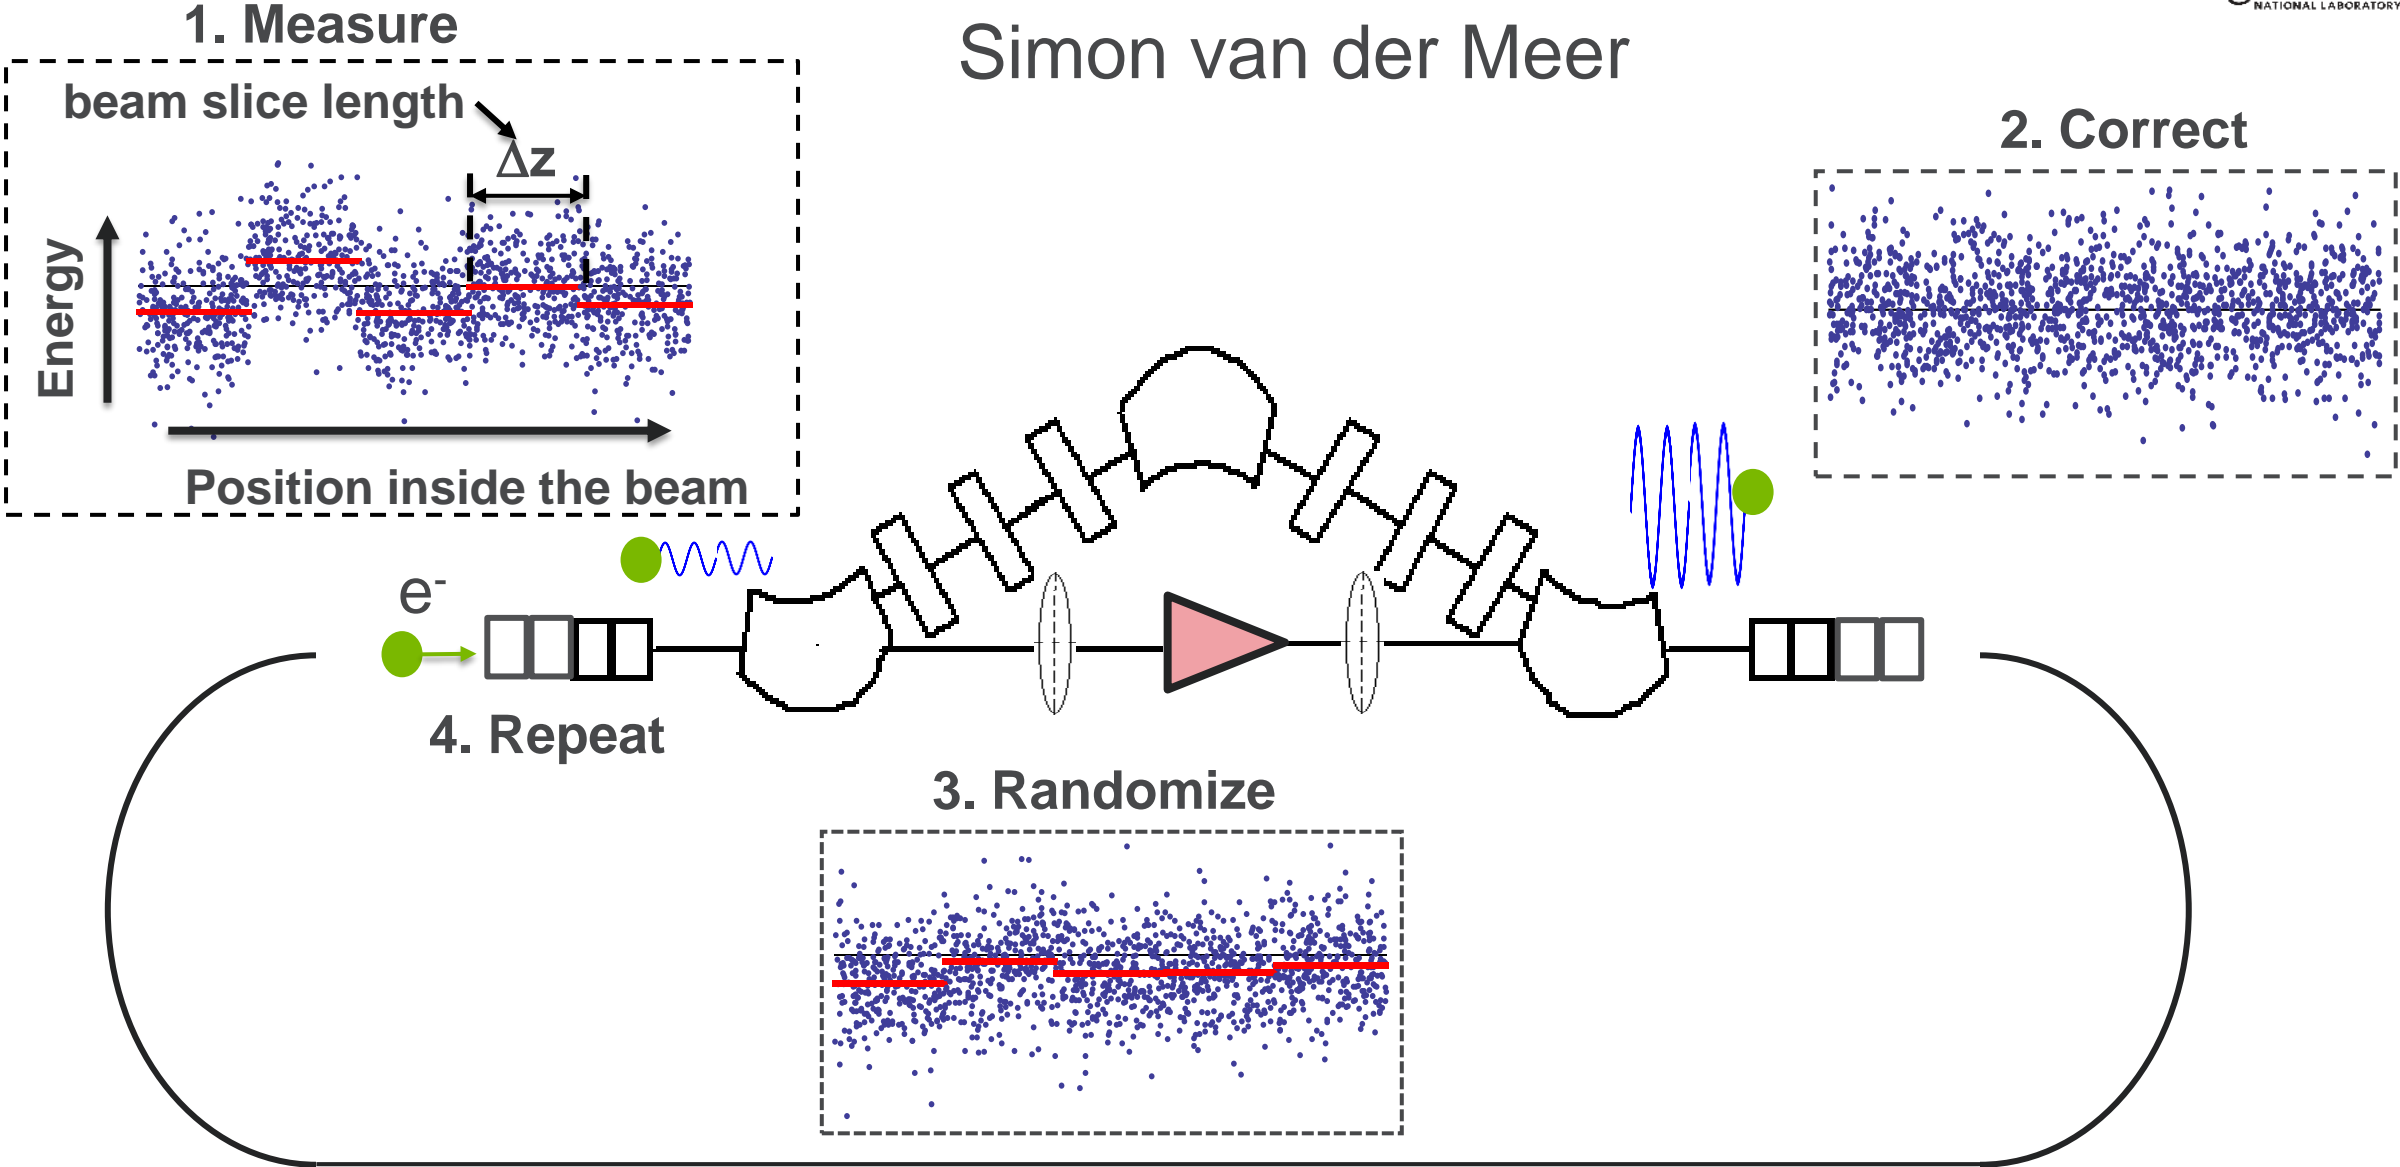 NATIONAL LABORATORY
1. Measure
Simon van der Meer
beam slice length
Δz
2. Correct
Energy
Position inside the beam
e-
4. Repeat
3. Randomize